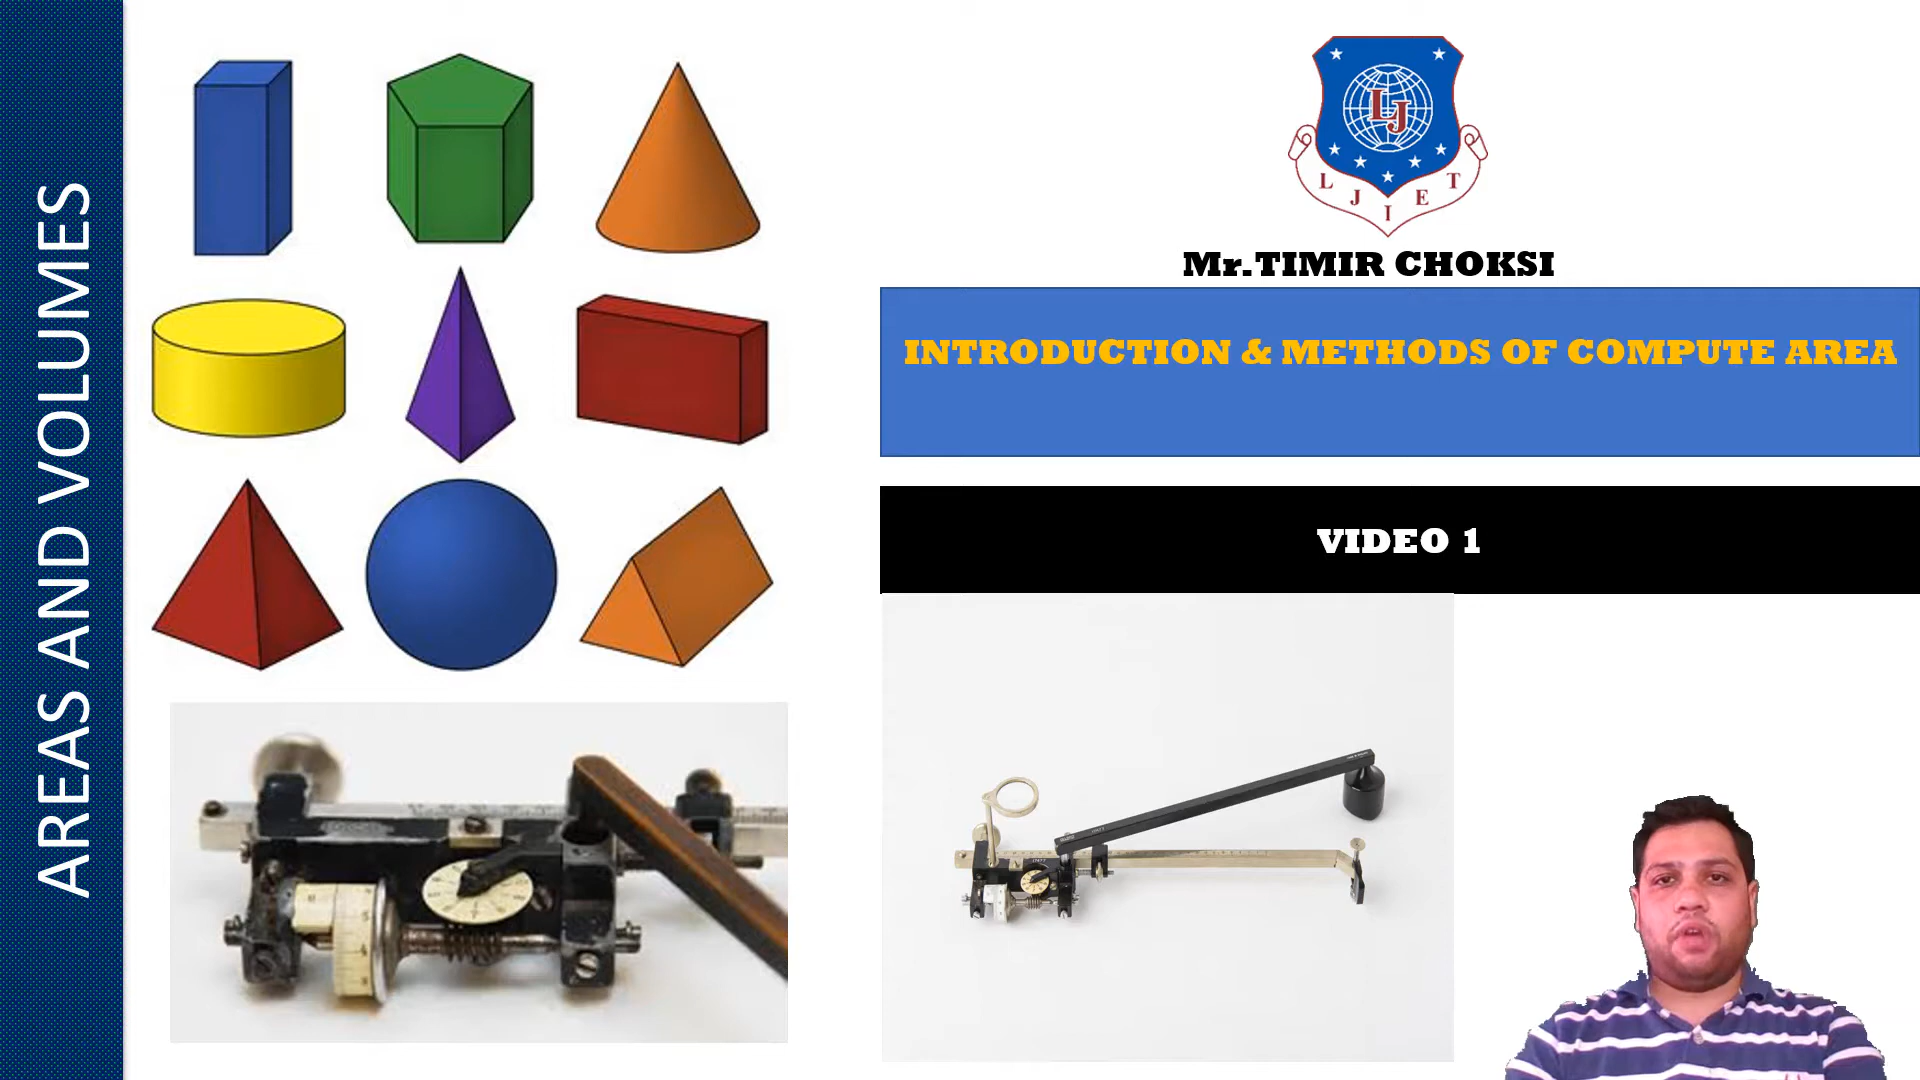 AREAS AND VOLUMES
LJ
L J I E T
Mr.TIMIR CHOKSI
INTRODUCTION & METHODS OF COMPUTE AREA
VIDEO 1